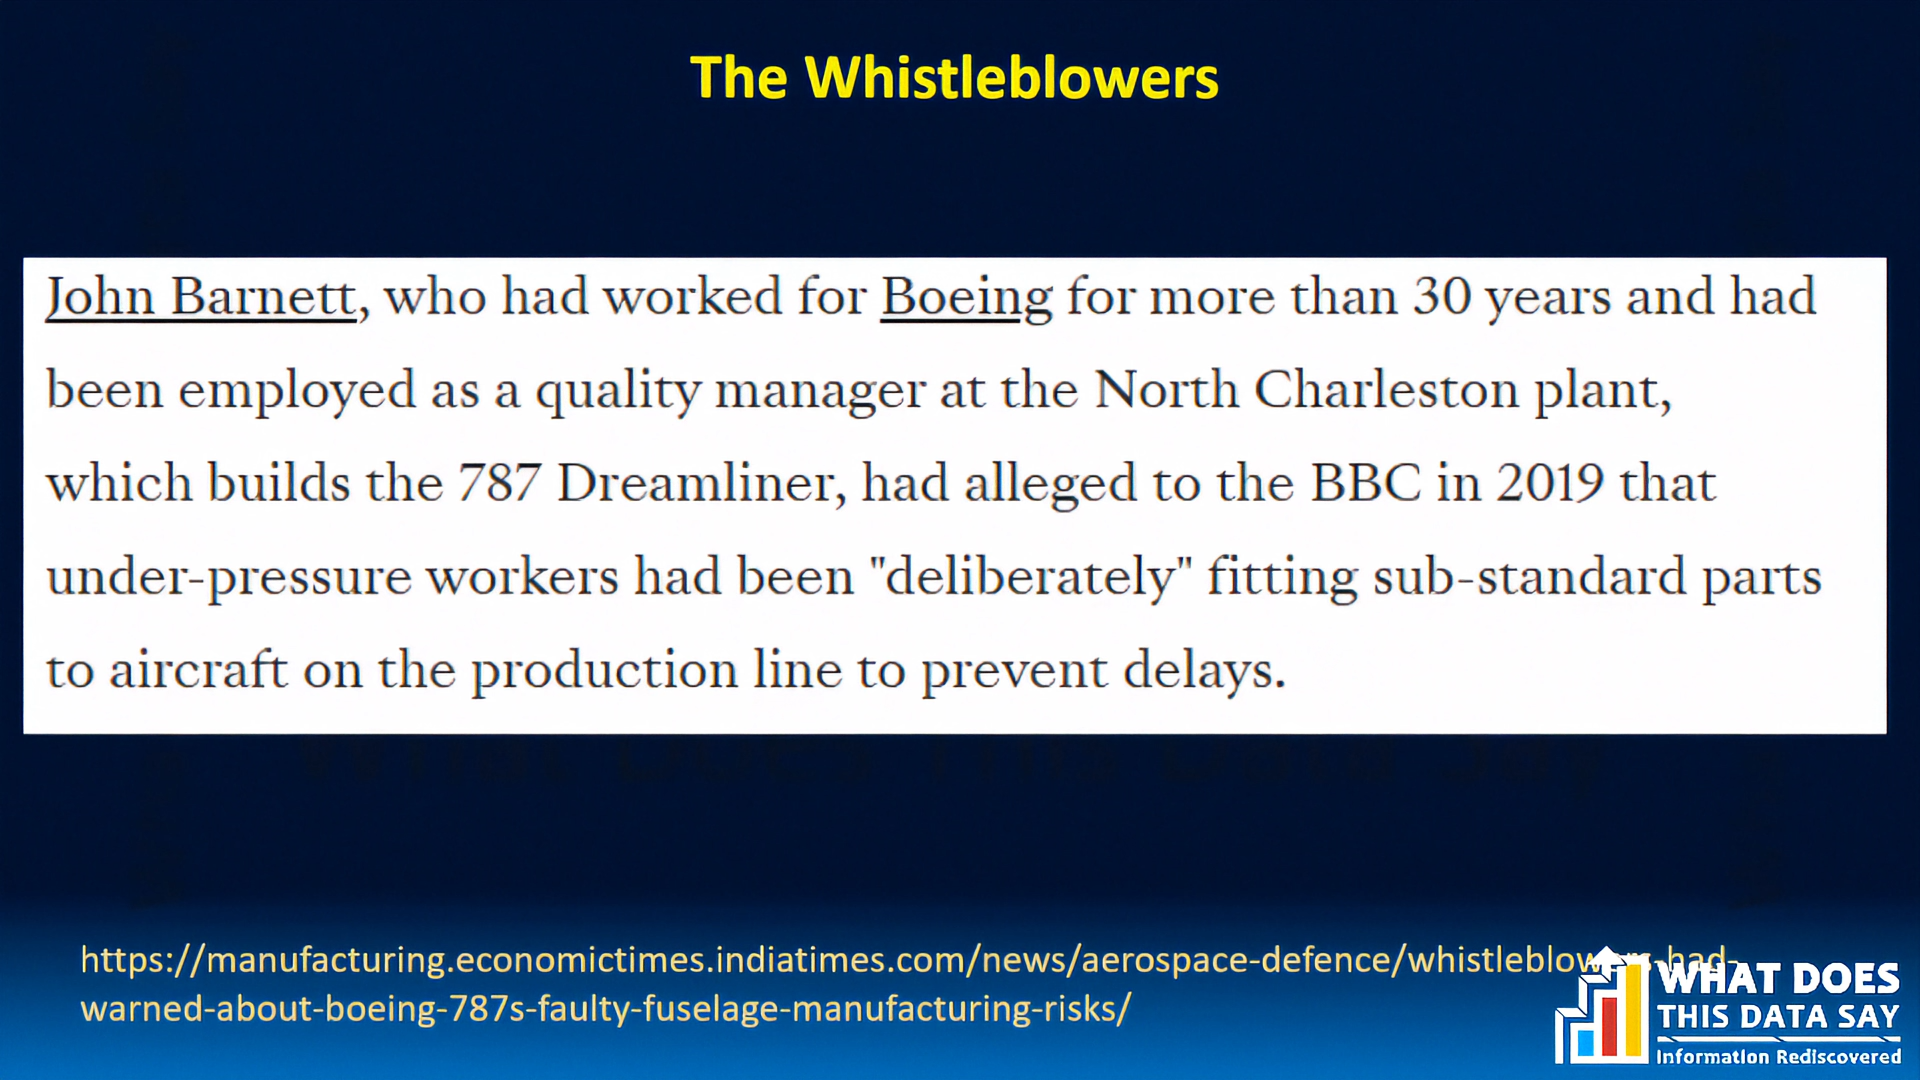 The Whistleblowers
John Barnett, who had worked for Boeing for more than 30 years and had
been employed as a quality manager at the North Charleston plant,
which builds the 787 Dreamliner, had alleged to the BBC in 2019 that
under-pressure workers had been "deliberately" fitting sub-standard parts
to aircraft on the production line to prevent delays.
https://manufacturing.economictimes.indiatimes.com/news/aerospace-defence/whistleblowers-had-
warned-about-boeing-787s-faulty-fuselage-manufacturing-risks/
WHAT DOES
THIS DATA SAY
Information Rediscovered